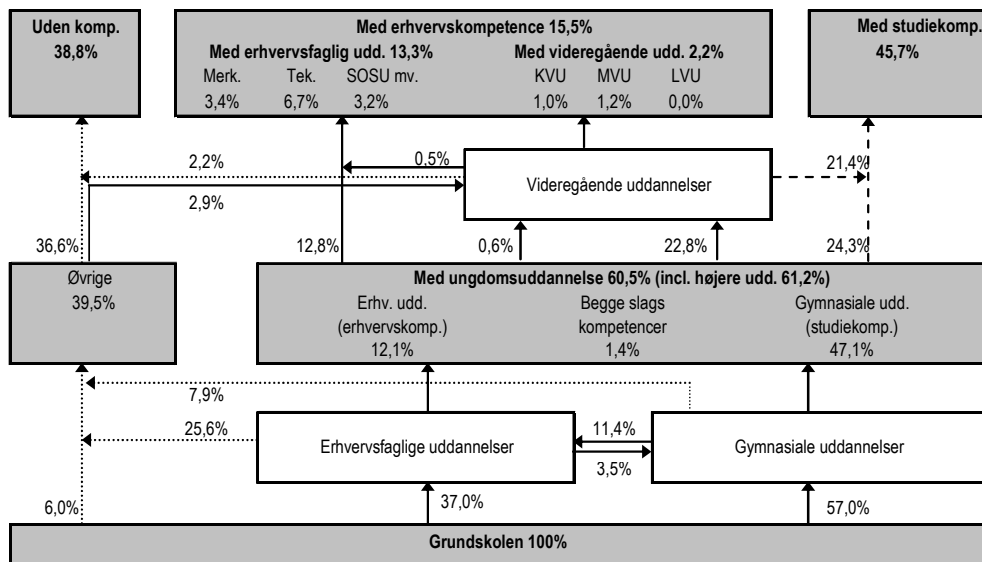 Uden komp.
38,8%
Med erhvervskompetence 15,5%
Med erhvervsfaglig udd. 13,3%
Med videregående udd. 2,2%
Merk.
Tek.
SOSU mv.
KVU
MVU
LVU
3,4%
6,7%
3,2%
1,0%
1,2%
0,0%
Med studiekomp.
45,7%
2,2%
0,5%
21,4%
Videregående uddannelser
2,9%
36,6%
12,8%
0,6%
22,8%
24,3%
Øvrige
39,5%
Med ungdomsuddannelse 60,5% (incl. højere udd. 61,2%)
Erhv. udd.
(erhvervskomp.)
12,1%
Begge slags
kompetencer
1,4%
Gymnasiale udd.
(studiekomp.)
47,1%
7,9%
25,6%
Erhvervsfaglige uddannelser
11,4%
3,5%
Gymnasiale uddannelser
6,0%
37,0%
57,0%
Grundskolen 100%